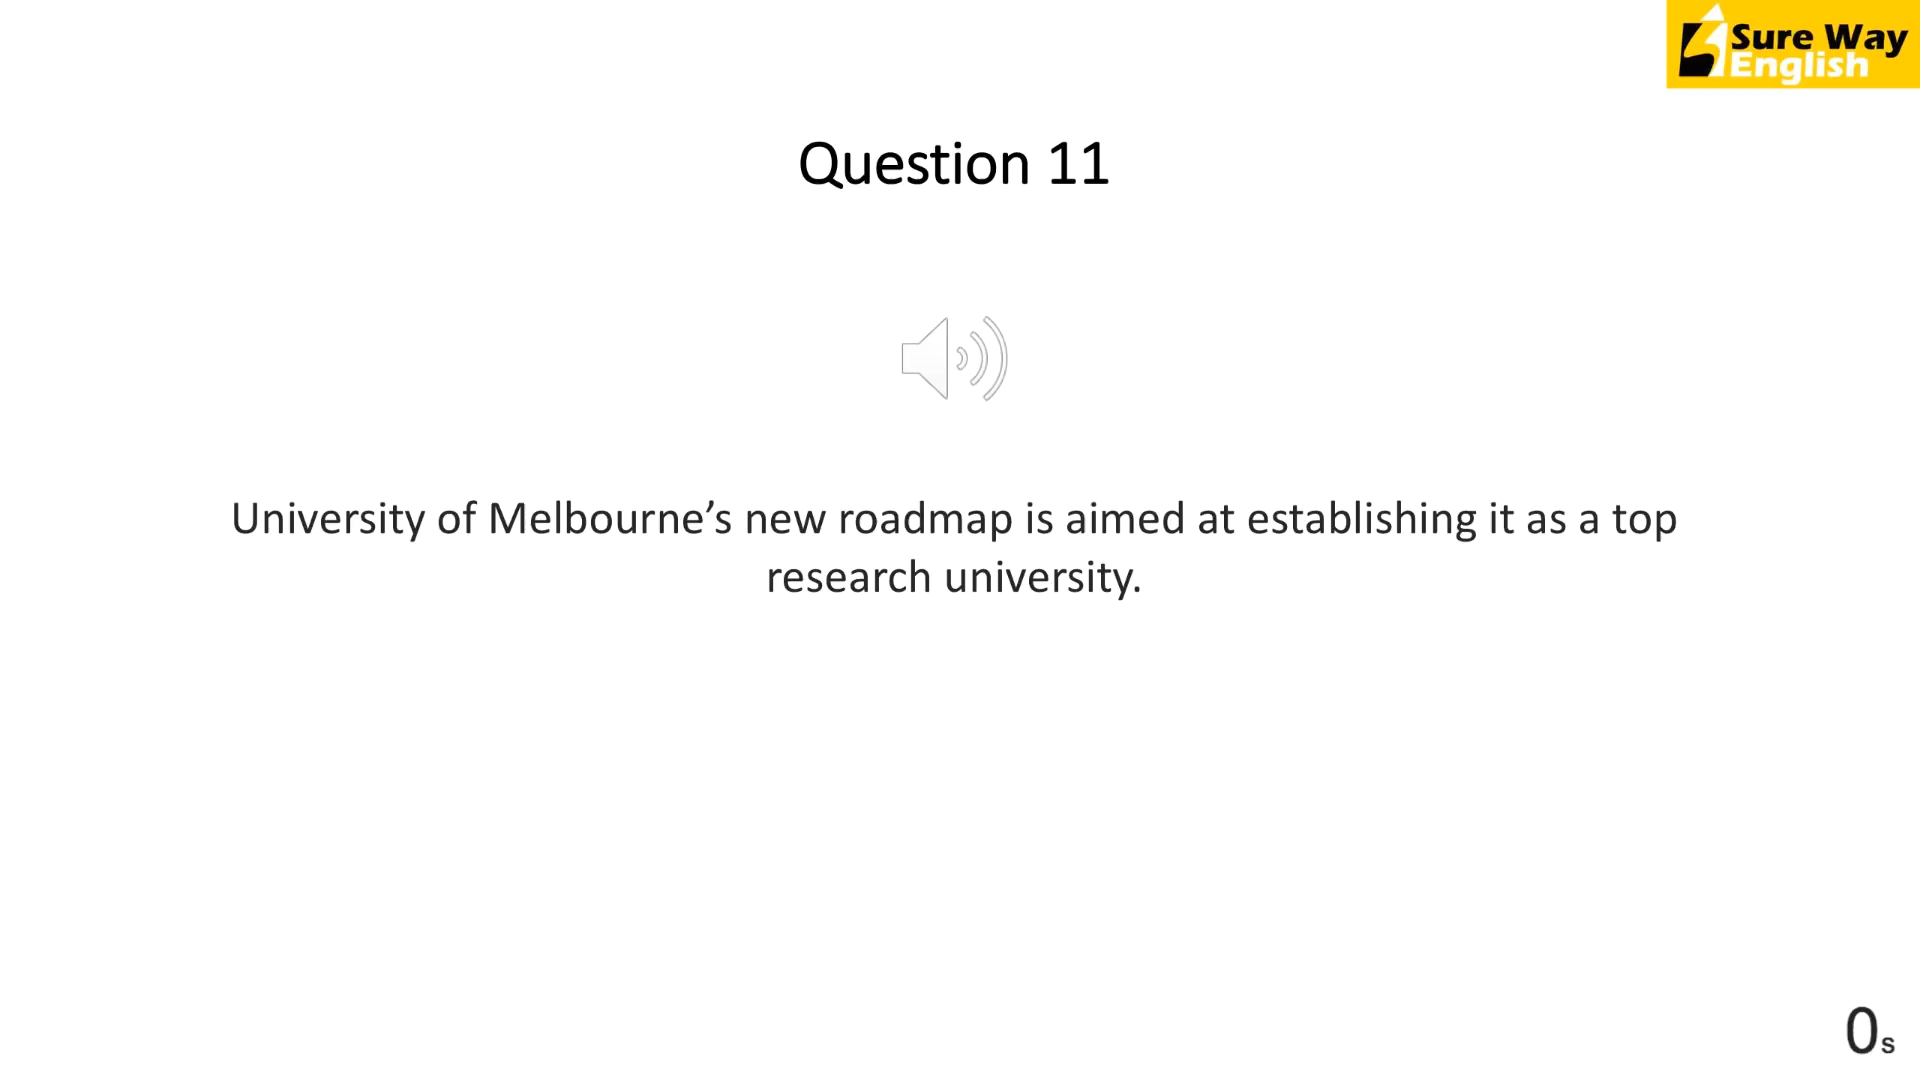 Sure Way
English
Question 11
University of Melbourne’s new roadmap is aimed at establishing it as a top
research university.
0s